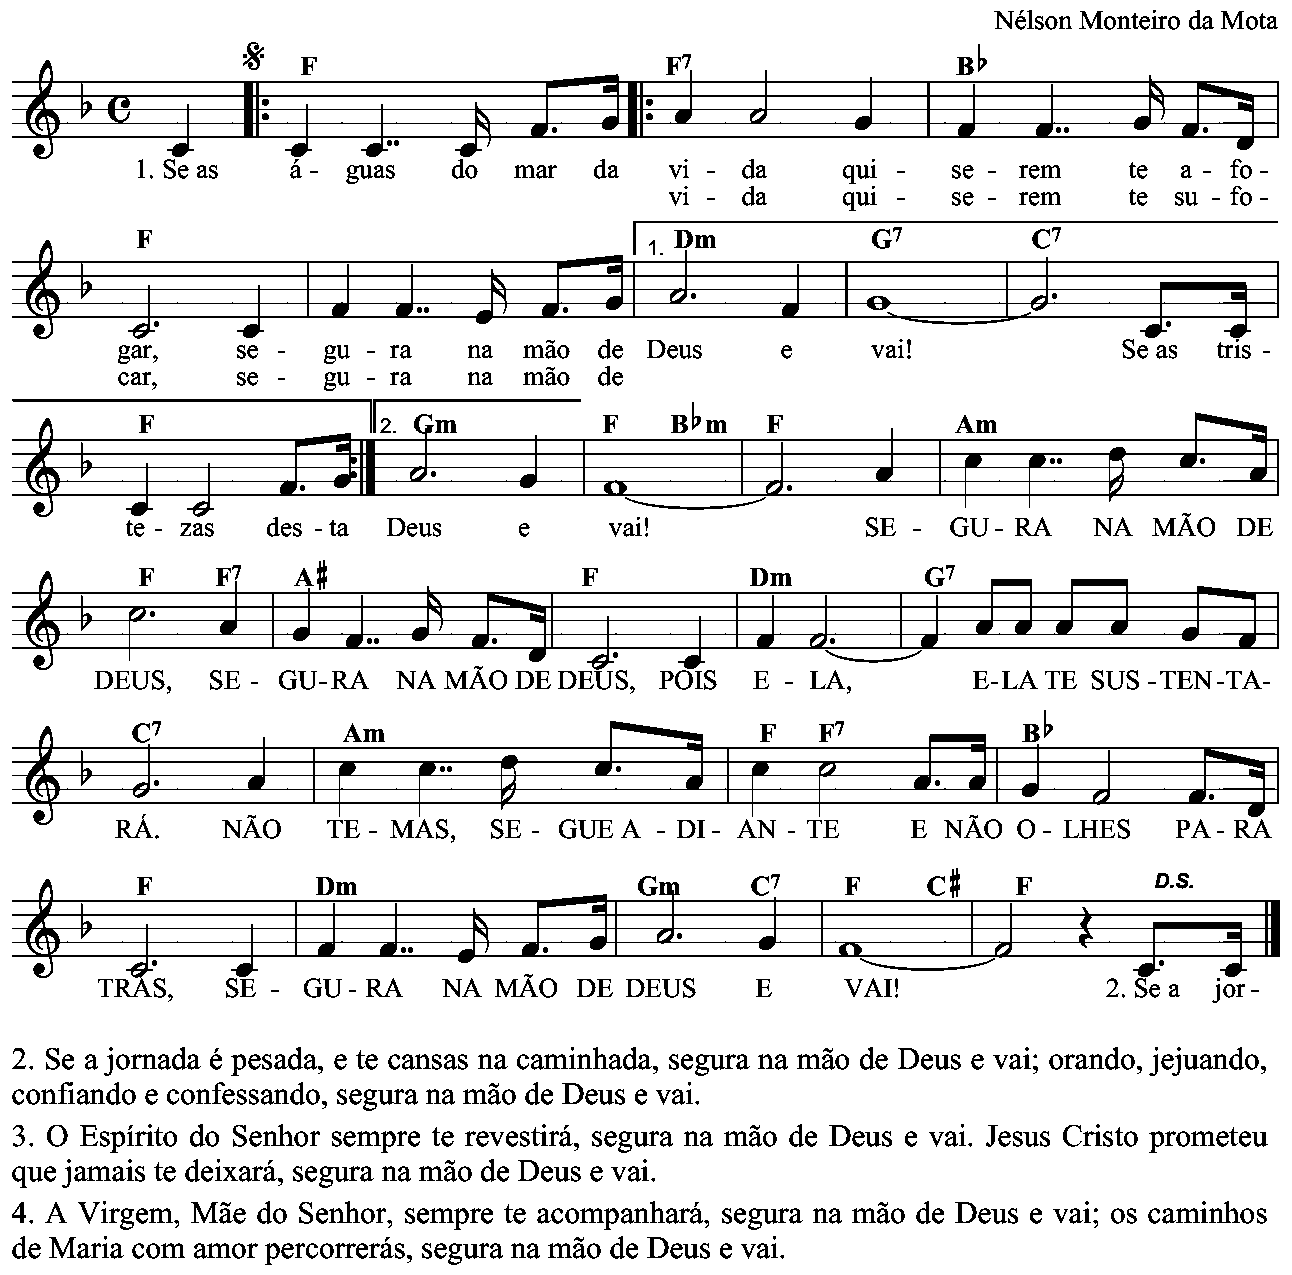 Nélson Monteiro da Mota
F F7 B♭
1. Se as á - guas do mar da vi - da qui - se - rem te a - fo -
vi - da qui - se - rem te su - fo -
F 1. Dm G7 C7
gar, se - gu - ra na mão de Deus e vai! Se as tris -
car, se - gu - ra na mão de
F 2. Gm F B♭m F Am
te - zas des - ta Deus e vai! SE - GU - RA NA MÃO DE
F F7 A♯ F Dm G7
DEUS, SE - GU - RA NA MÃO DE DEUS, POIS E - LA, E - LA TE SUS - TEN - TA -
C7 Am F F7 B♭
RÁ. NÃO TE - MAS, SE - GUE A - DI - AN - TE E NÃO O - LHES PA - RA
F Dm Gm C7 F C♯ F D.S.
TRÁS, SE - GU - RA NA MÃO DE DEUS E VAI! 2. Se a jor -
2. Se a jornada é pesada, e te cansas na caminhada, segura na mão de Deus e vai; orando, jejuando,
confiando e confessando, segura na mão de Deus e vai.
3. O Espírito do Senhor sempre te revestirá, segura na mão de Deus e vai. Jesus Cristo prometeu
que jamais te deixará, segura na mão de Deus e vai.
4. A Virgem, Mãe do Senhor, sempre te acompanhará, segura na mão de Deus e vai; os caminhos
de Maria com amor percorrerás, segura na mão de Deus e vai.